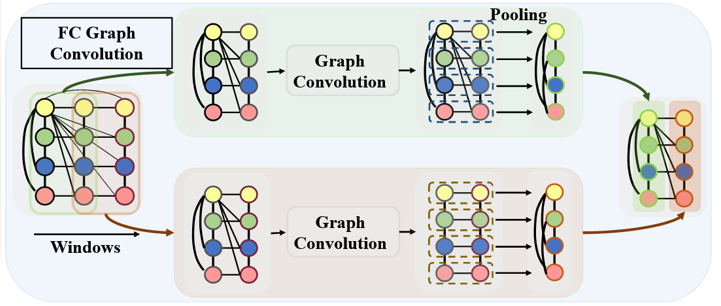 FC Graph
Convolution
Pooling
Graph
Convolution
Graph
Convolution
Windows